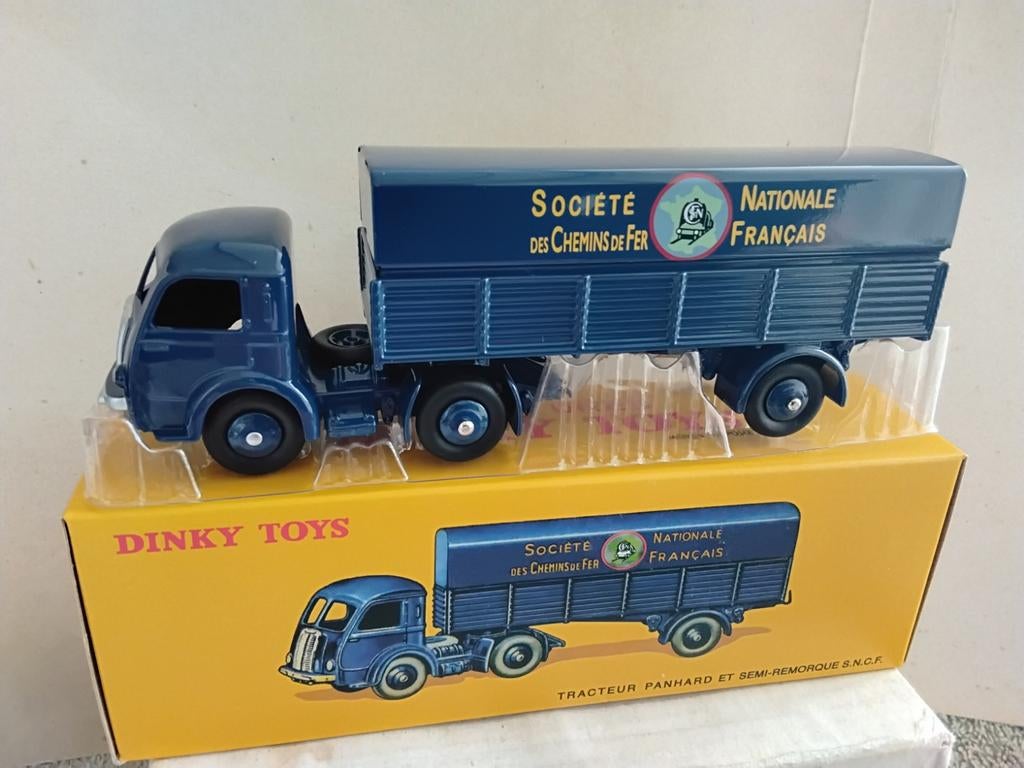 SOCIÉTÉ NATIONALE
DES CHEMINS DE FER FRANÇAIS
DINKY TOYS
SOCIÉTÉ NATIONALE
DES CHEMINS DE FER FRANÇAIS
TRACTEUR PANHARD ET SEMI-REMORQUE S.N.C.F.